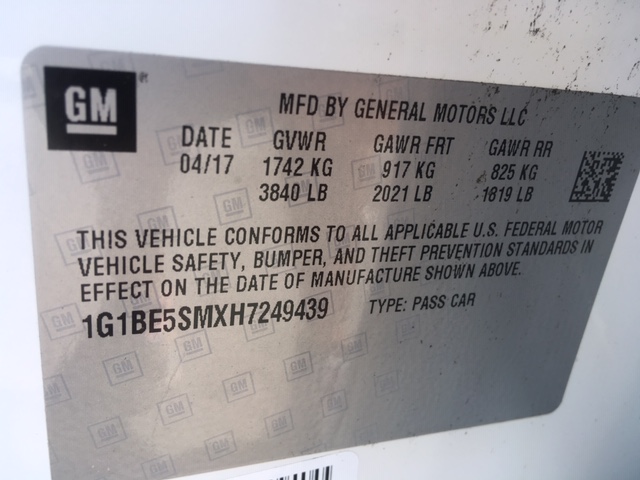 GM
MFD BY GENERAL MOTORS LLC
DATE GVWR GAWR FRT GAWR RR
04/17 1742 KG 917 KG 825 KG
3840 LB 2021 LB 1819 LB
THIS VEHICLE CONFORMS TO ALL APPLICABLE U.S. FEDERAL MOTOR
VEHICLE SAFETY, BUMPER, AND THEFT PREVENTION STANDARDS IN
EFFECT ON THE DATE OF MANUFACTURE SHOWN ABOVE.
1G1BE5SMXH7249439 TYPE: PASS CAR